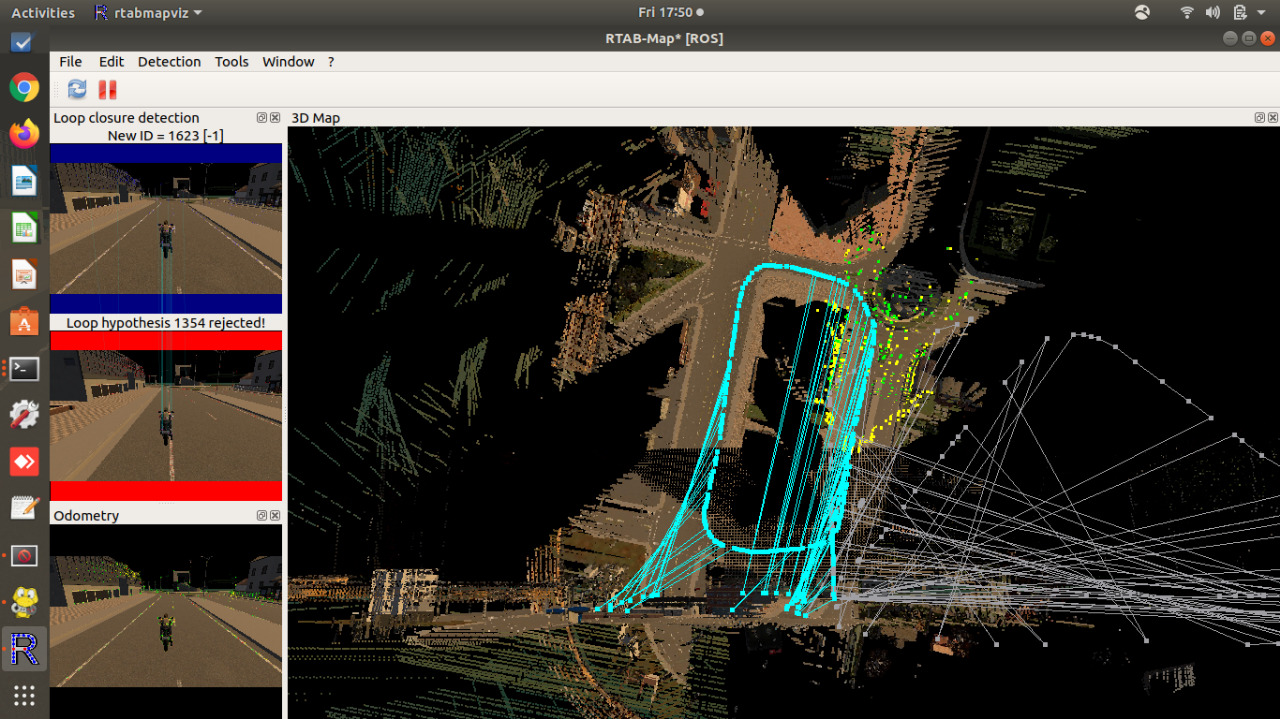 Activities rtabmapviz Fri 17:50
RTAB-Map* [ROS]
File Edit Detection Tools Window ?
Loop closure detection
New ID = 1623 [-1]
3D Map
Loop hypothesis 1354 rejected!
Odometry